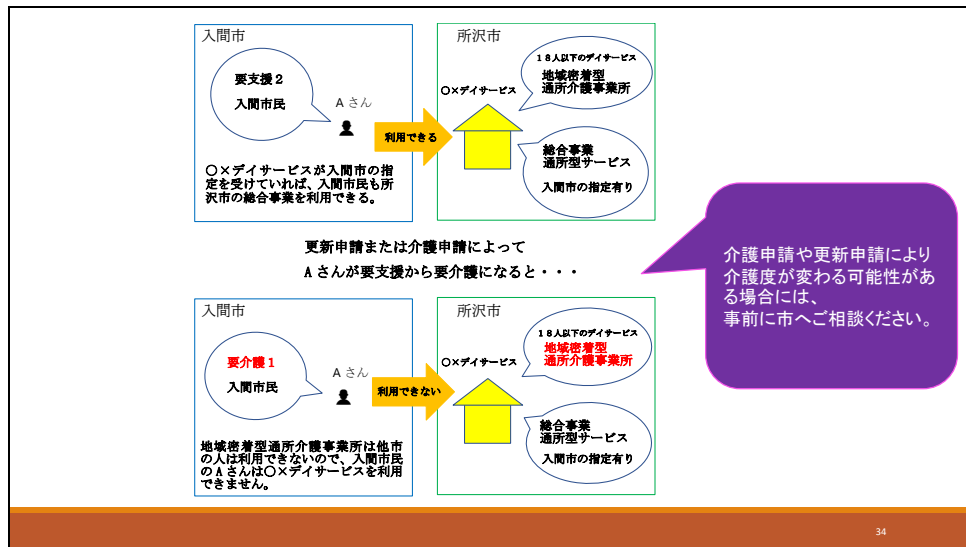 入間市
要支援２
入間市民
A さん
〇×デイサービスが入間市の指
定を受けていれば、入間市民も所
沢市の総合事業を利用できる。
利用できる
所沢市
〇×デイサービス
１８人以下のデイサービス
地域密着型
通所介護事業所
総合事業
通所型サービス
入間市の指定有り
更新申請または介護申請によって
A さんが要支援から要介護になると・・・
介護申請や更新申請により
介護度が変わる可能性があ
る場合には、
事前に市へご相談ください。
入間市
要介護１
入間市民
A さん
地域密着型通所介護事業所は他市
の人は利用できないので、入間市民
の A さんは〇×デイサービスを利用
できません。
利用できない
所沢市
〇×デイサービス
１８人以下のデイサービス
地域密着型
通所介護事業所
総合事業
通所型サービス
入間市の指定有り
34